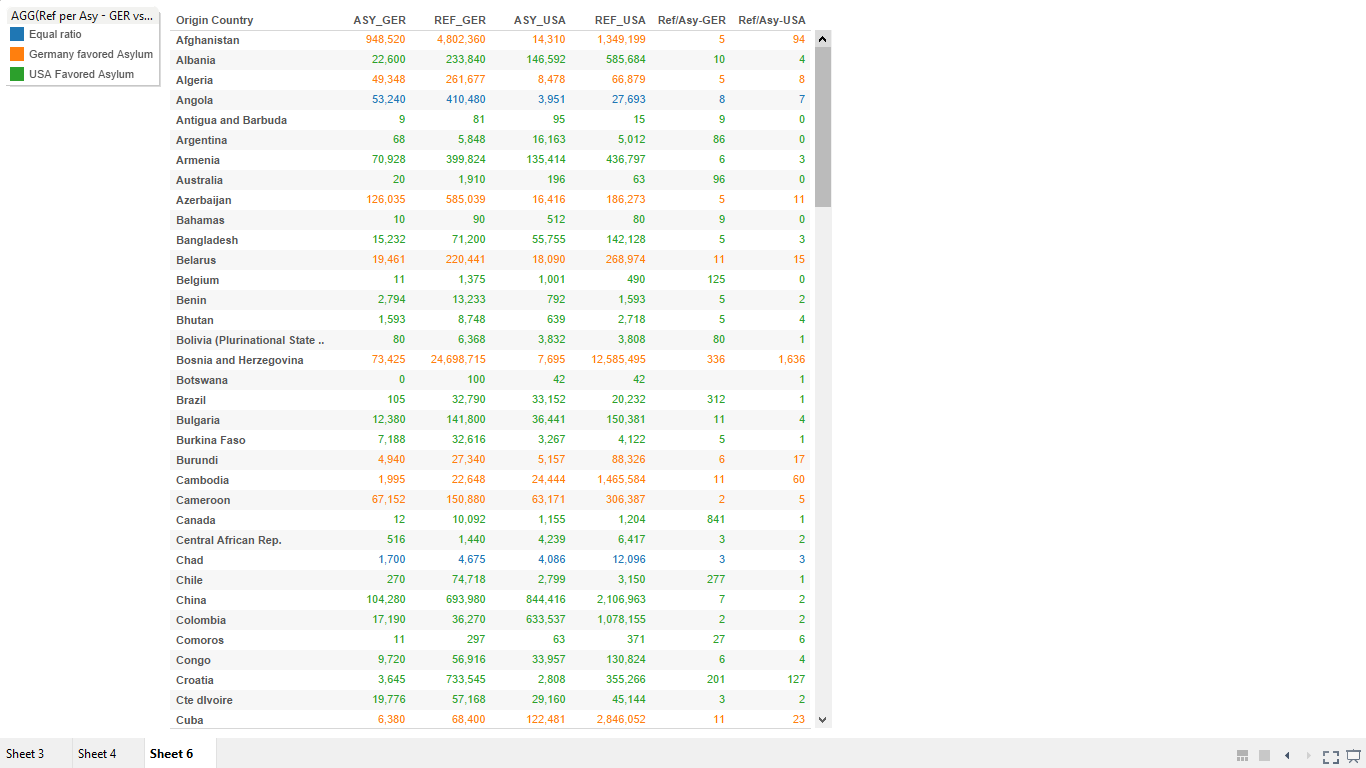 AGG(Ref per Asy - GER vs...
Equal ratio
Germany favored Asylum
USA Favored Asylum
Origin Country ASY_GER REF_GER ASY_USA REF_USA Ref/Asy-GER Ref/Asy-USA
Afghanistan 948,520 4,802,360 14,310 1,349,199 5 94
Albania 22,600 233,840 146,592 585,684 10 4
Algeria 49,348 261,677 8,478 66,879 5 8
Angola 53,240 410,480 3,951 27,693 8 7
Antigua and Barbuda 9 81 95 15 9 0
Argentina 68 5,848 16,163 5,012 86 0
Armenia 70,928 399,824 135,414 436,797 6 3
Australia 20 1,910 196 63 96 0
Azerbaijan 126,035 585,039 16,416 186,273 5 11
Bahamas 10 90 512 80 9 0
Bangladesh 15,232 71,200 55,755 142,128 5 3
Belarus 19,461 220,441 18,090 268,974 11 15
Belgium 11 1,375 1,001 490 125 0
Benin 2,794 13,233 792 1,593 5 2
Bhutan 1,593 8,748 639 2,718 5 4
Bolivia (Plurinational State .. 80 6,368 3,832 3,808 80 1
Bosnia and Herzegovina 73,425 24,698,715 7,695 12,585,495 336 1,636
Botswana 0 100 42 42 1
Brazil 105 32,790 33,152 20,232 312 1
Bulgaria 12,380 141,800 36,441 150,381 11 4
Burkina Faso 7,188 32,616 3,267 4,122 5 1
Burundi 4,940 27,340 5,157 88,326 6 17
Cambodia 1,995 22,648 24,444 1,465,584 11 60
Cameroon 67,152 150,880 63,171 306,387 2 5
Canada 12 10,092 1,155 1,204 841 1
Central African Rep. 516 1,440 4,239 6,417 3 2
Chad 1,700 4,675 4,086 12,096 3 3
Chile 270 74,718 2,799 3,150 277 1
China 104,280 693,980 844,416 2,106,963 7 2
Colombia 17,190 36,270 633,537 1,078,155 2 2
Comoros 11 297 63 371 27 6
Congo 9,720 56,916 33,957 130,824 6 4
Croatia 3,645 733,545 2,808 355,266 201 127
Cte dIvoire 19,776 57,168 29,160 45,144 3 2
Cuba 6,380 68,400 122,481 2,846,052 11 23
Sheet 3 Sheet 4 Sheet 6